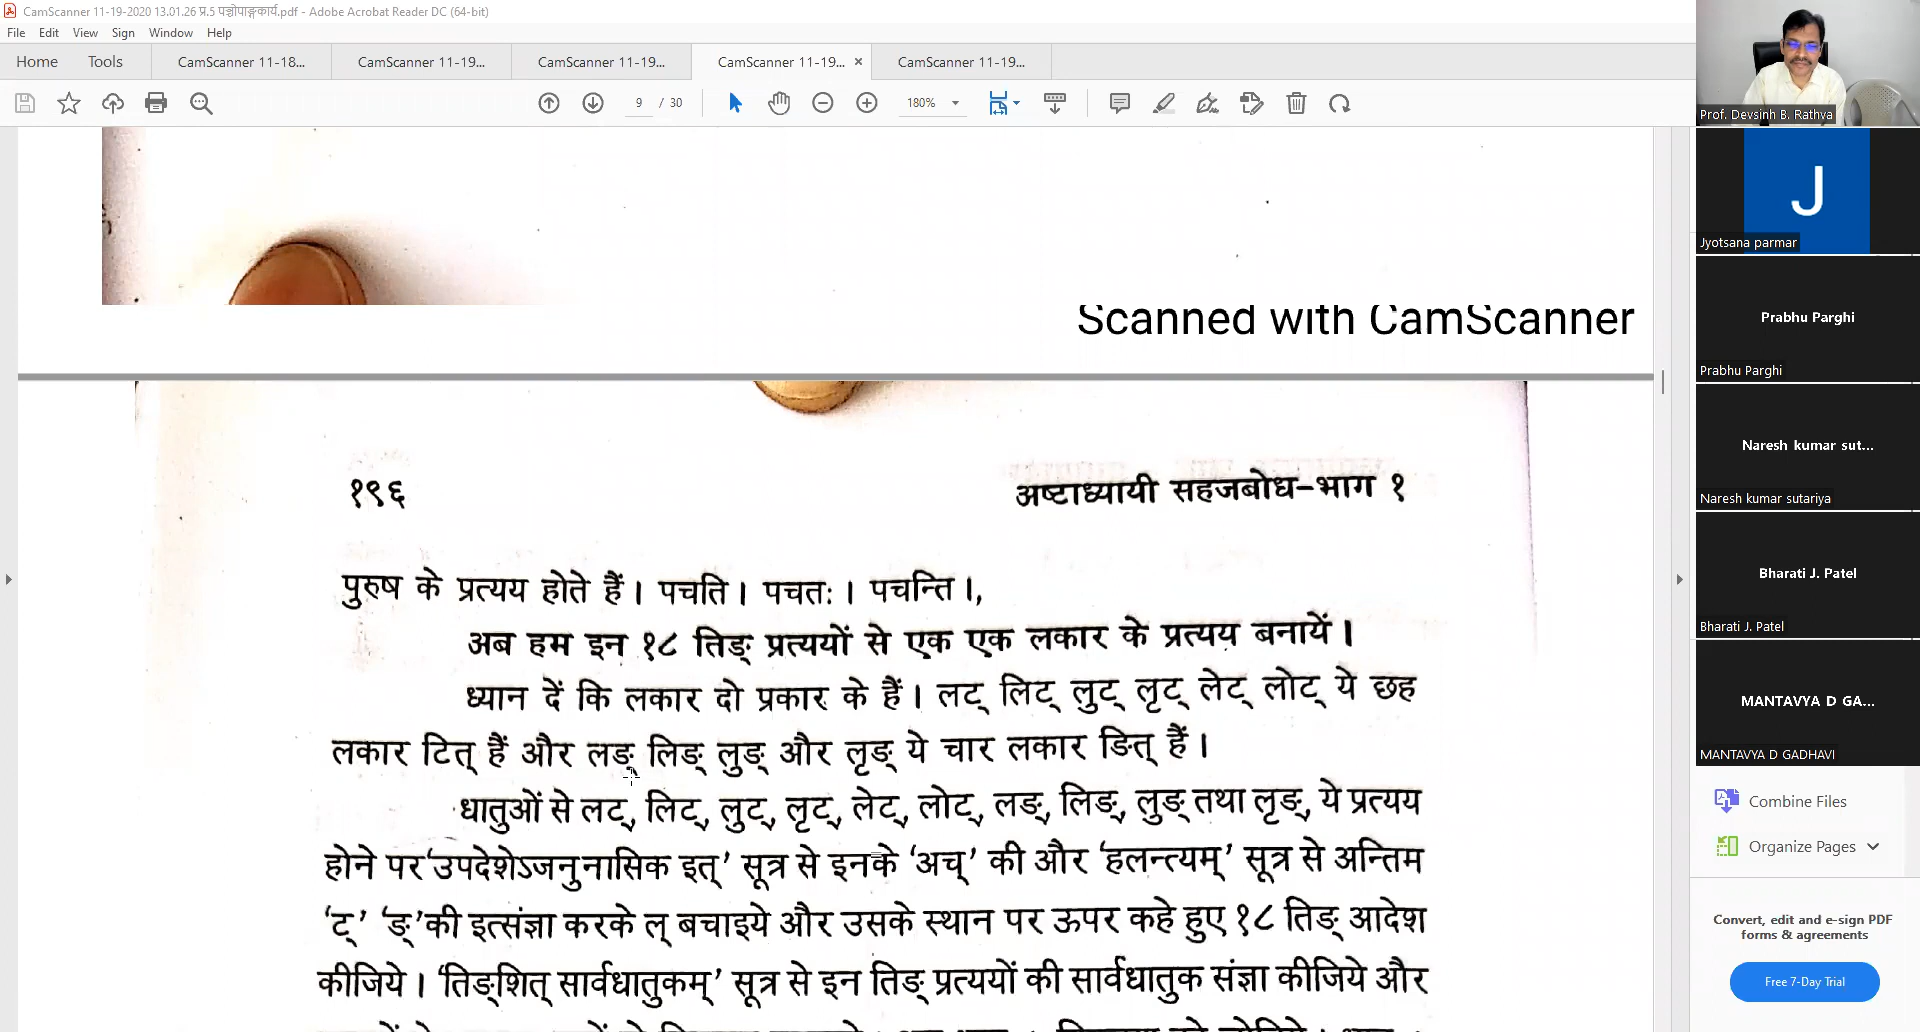 CamScanner 11-19-2020 13.01.26 प्र.5 पञ्चोपाङ्गकार्य.pdf - Adobe Acrobat Reader DC (64-bit)
File Edit View Sign Window Help
Home Tools CamScanner 11-18... CamScanner 11-19... CamScanner 11-19... CamScanner 11-19... × CamScanner 11-19...
9 / 30 180%
Scanned with CamScanner
१९६ अष्टाध्यायी सहजबोध-भाग १
पुरुष के प्रत्यय होते हैं। पचति। पचतः। पचन्ति।,
अब हम इन १८ तिङ् प्रत्ययों से एक एक लकार के प्रत्यय बनायें।
ध्यान दें कि लकार दो प्रकार के हैं। लट् लिट् लुट् लृट् लेट् लोट् ये छह
लकार टित् हैं और लङ् लिङ् लुङ् और लृङ् ये चार लकार ङित् हैं।
धातुओं से लट्, लिट्, लुट्, लृट्, लेट्, लोट्, लङ्, लिङ्, लुङ् तथा लृङ्, ये प्रत्यय
होने पर 'उपदेशेऽजनुनासिक इत्' सूत्र से इनके 'अच्' की और 'हलन्त्यम्' सूत्र से अन्तिम
'ट्' 'ङ्' की इत्संज्ञा करके ल् बचाइये और उसके स्थान पर ऊपर कहे हुए १८ तिङ् आदेश
कीजिये। 'तिङ्शित् सार्वधातुकम्' सूत्र से इन तिङ् प्रत्ययों की सार्वधातुक संज्ञा कीजिये और
Prof. Devsinh B. Rathva
J
Jyotsana parmar
Prabhu Parghi
Prabhu Parghi
Naresh kumar sut...
Naresh kumar sutariya
Bharati J. Patel
Bharati J. Patel
MANTAVYA D GA...
MANTAVYA D GADHAVI
Combine Files
Organize Pages
Convert, edit and e-sign PDF
forms & agreements
Free 7-Day Trial